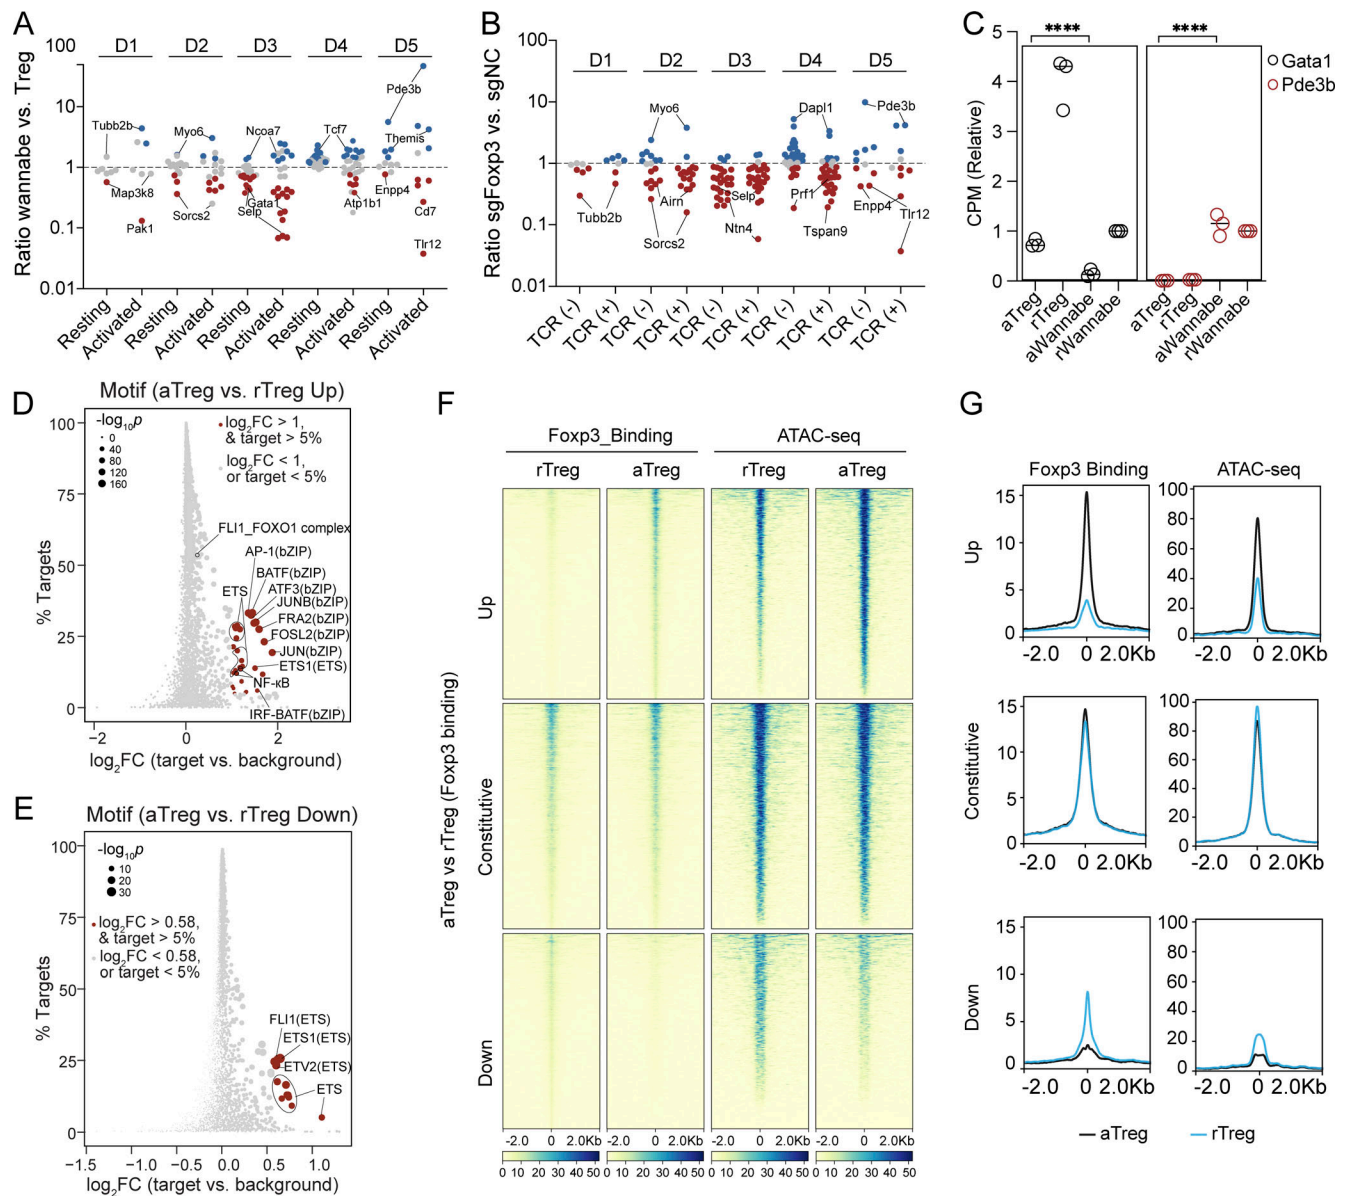 A
Ratio wannabe vs. Treg
D1 D2 D3 D4 D5
100
10
1
0.1
0.01
Pde3b
Tubb2b
Myo6
Ncoa7
Tcf7
Themis
Map3k8
Gata1
Enpp4
Sorcs2
Selp
Atp1b1
Cd7
Pak1
Tlr12
Resting
Activated
Resting
Activated
Resting
Activated
Resting
Activated
Resting
Activated
B
Ratio sgFoxp3 vs. sgNC
D1 D2 D3 D4 D5
100
10
1
0.1
0.01
Myo6
Dapl1
Pde3b
Tubb2b
Airn
Selp
Prf1
Enpp4
Tlr12
Sorcs2
Ntn4
Tspan9
TCR (-)
TCR (+)
TCR (-)
TCR (+)
TCR (-)
TCR (+)
TCR (-)
TCR (+)
TCR (-)
TCR (+)
C
CPM (Relative)
5
4
3
2
1
0
**** ****
Gata1
Pde3b
aTreg
rTreg
aWannabe
rWannabe
aTreg
rTreg
aWannabe
rWannabe
D
Motif (aTreg vs. rTreg Up)
% Targets
100
75
50
25
0
-log10p
0
40
80
120
160
log2FC > 1,
& target > 5%
log2FC < 1,
or target < 5%
FLI1_FOXO1 complex
AP-1(bZIP)
BATF(bZIP)
ETS
ATF3(bZIP)
JUNB(bZIP)
FRA2(bZIP)
FOSL2(bZIP)
JUN(bZIP)
ETS1(ETS)
NF-κB
IRF-BATF(bZIP)
−2 0 2
log2FC (target vs. background)
E
Motif (aTreg vs. rTreg Down)
% Targets
100
75
50
25
0
-log10p
10
20
30
log2FC > 0.58,
& target > 5%
log2FC < 0.58,
or target < 5%
FLI1(ETS)
ETS1(ETS)
ETV2(ETS)
ETS
−1.5 −1.0 −0.5 0.0 0.5 1.0
log2FC (target vs. background)
F
Foxp3_Binding ATAC-seq
rTreg aTreg rTreg aTreg
aTreg vs rTreg (Foxp3 binding)
Up
Constitutive
Down
-2.0 0 2.0Kb -2.0 0 2.0Kb -2.0 0 2.0Kb -2.0 0 2.0Kb
0 10 20 30 50 0 10 20 30 50 0 10 20 30 50 0 10 20 30 50
G
Foxp3 Binding ATAC-seq
Up
15
10
5
0
-2.0 0 2.0Kb
100
80
60
40
20
0
-2.0 0 2.0Kb
Constitutive
15
10
5
0
-2.0 0 2.0Kb
100
80
60
40
20
0
-2.0 0 2.0Kb
Down
15
10
5
0
-2.0 0 2.0Kb
100
80
60
40
20
0
-2.0 0 2.0Kb
aTreg rTreg